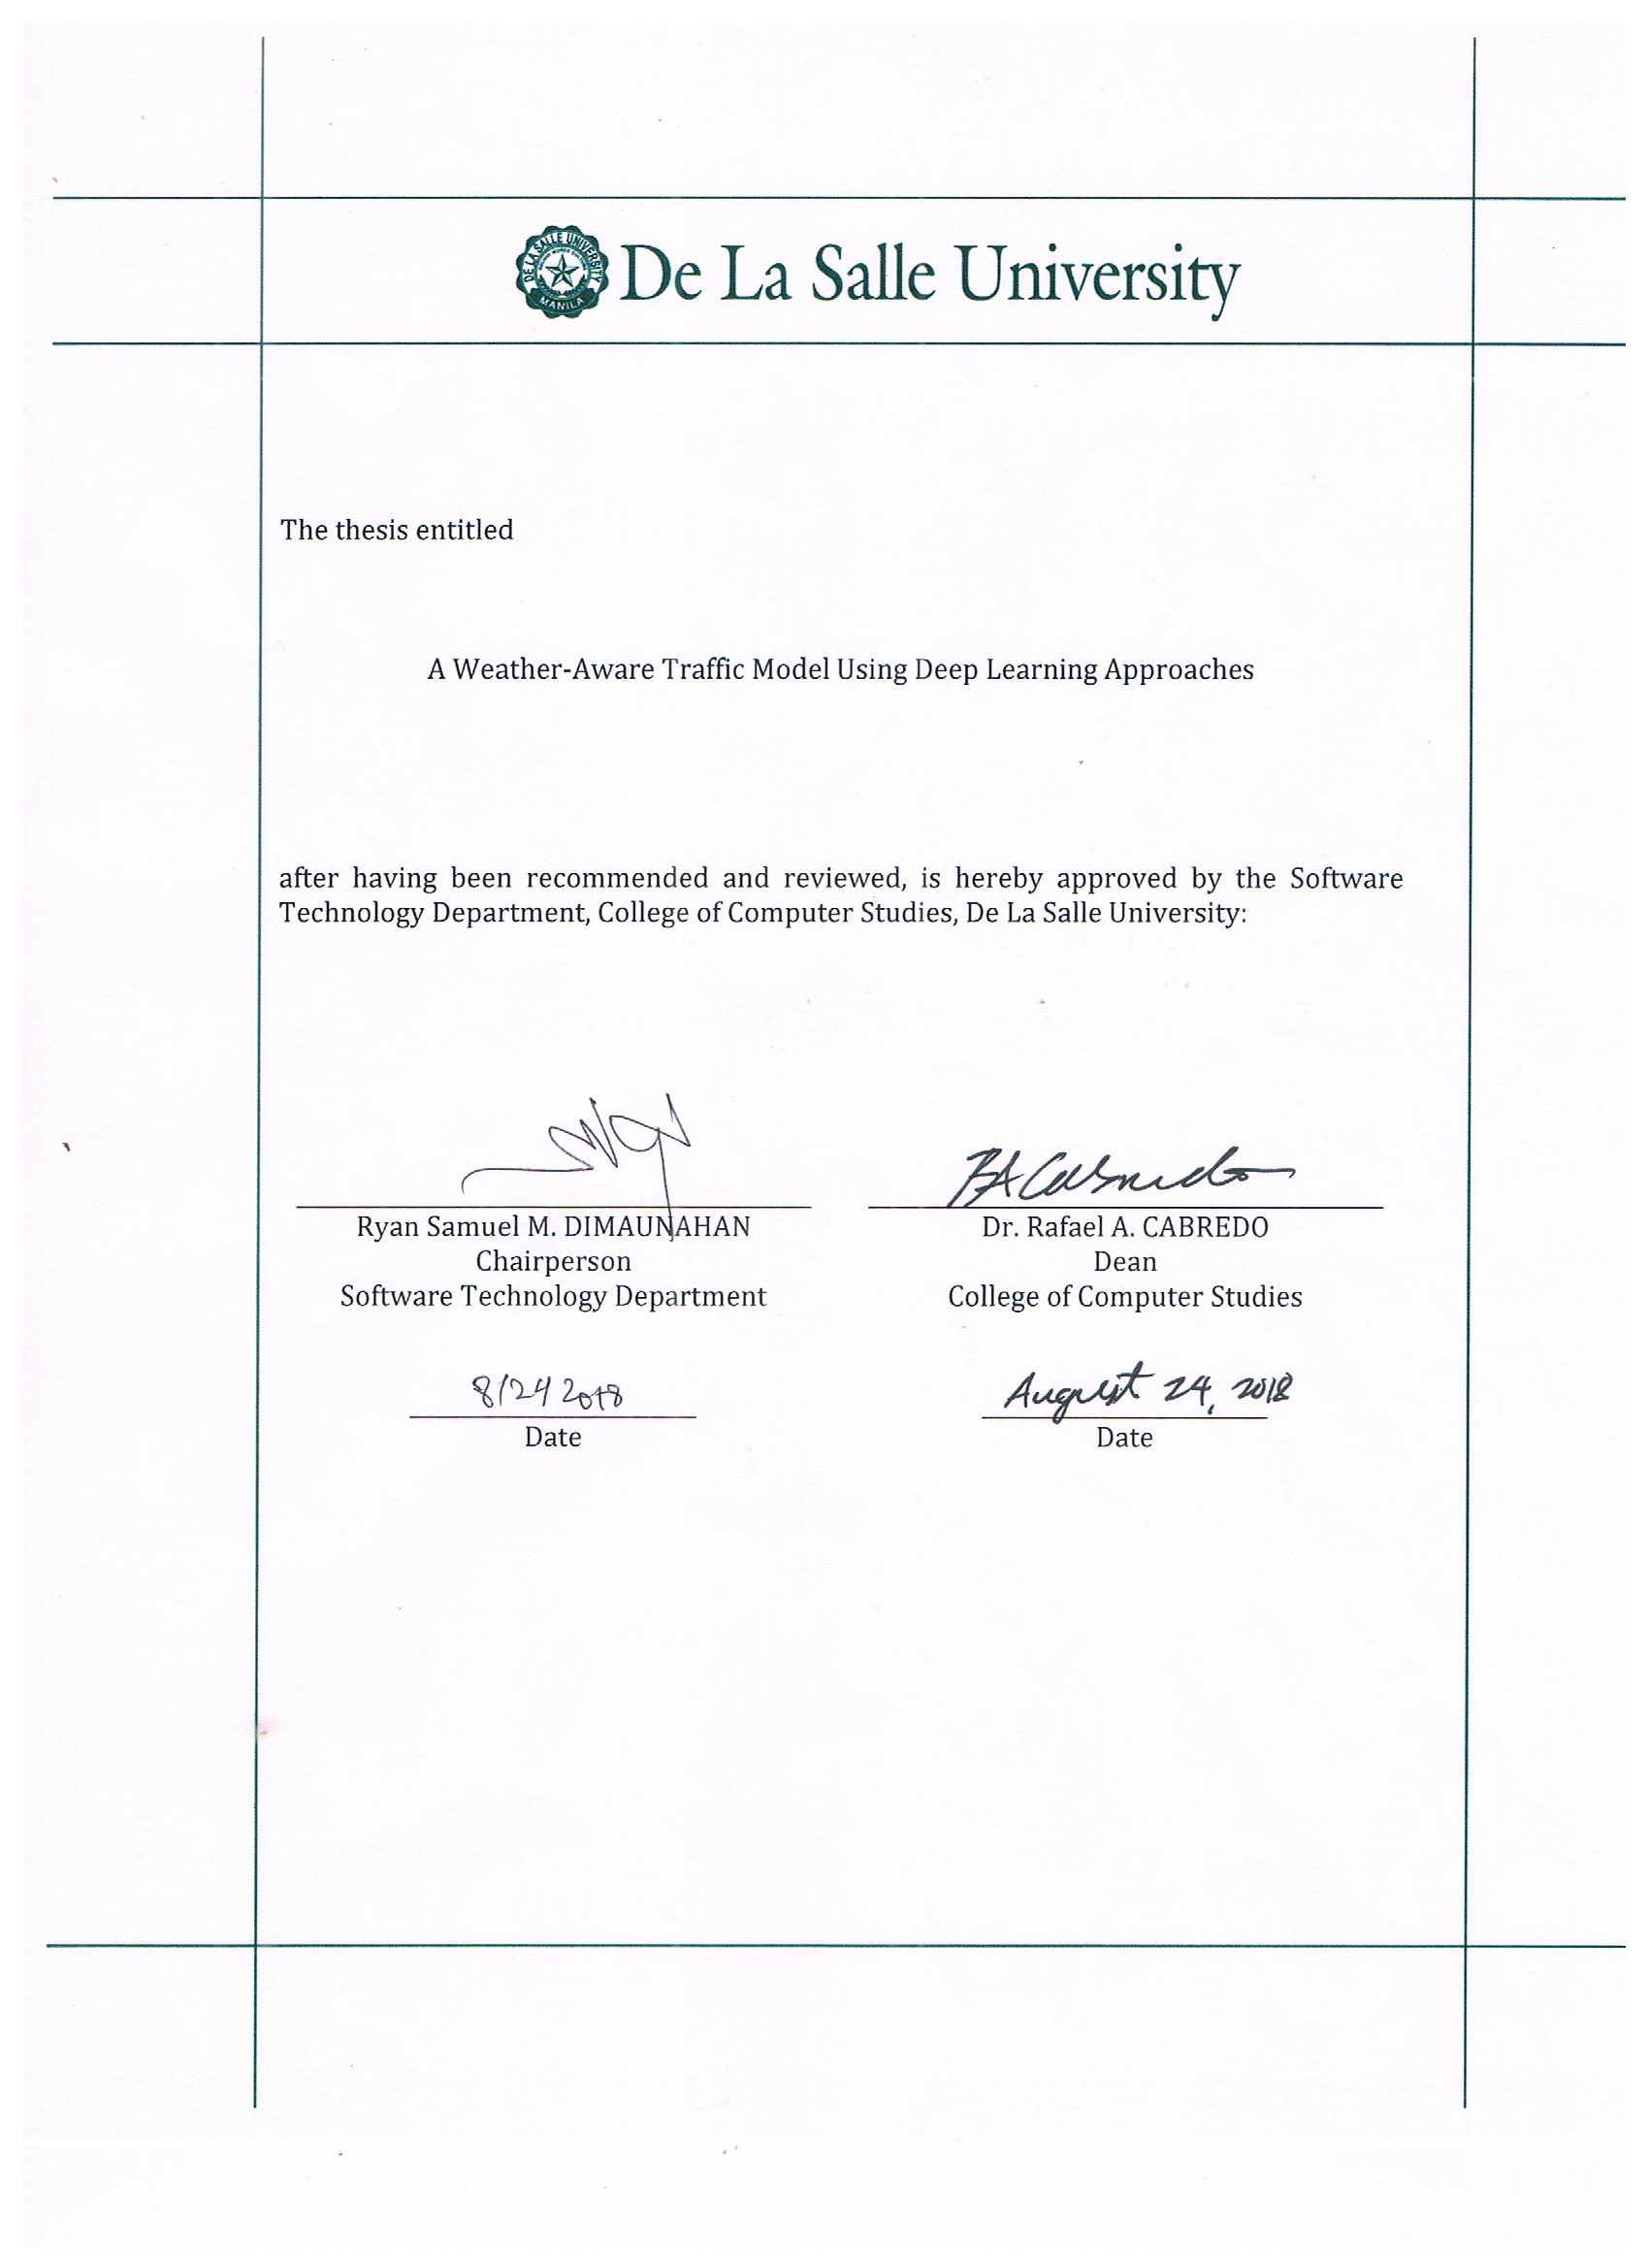 DE LA SALLE UNIVERSITY
MANILA
De La Salle University
The thesis entitled
A Weather-Aware Traffic Model Using Deep Learning Approaches
after having been recommended and reviewed, is hereby approved by the Software
Technology Department, College of Computer Studies, De La Salle University:
RACabredo
Ryan Samuel M. DIMAUNAHAN
Chairperson
Software Technology Department
Dr. Rafael A. CABREDO
Dean
College of Computer Studies
8/24 2018
Date
August 24, 2018
Date